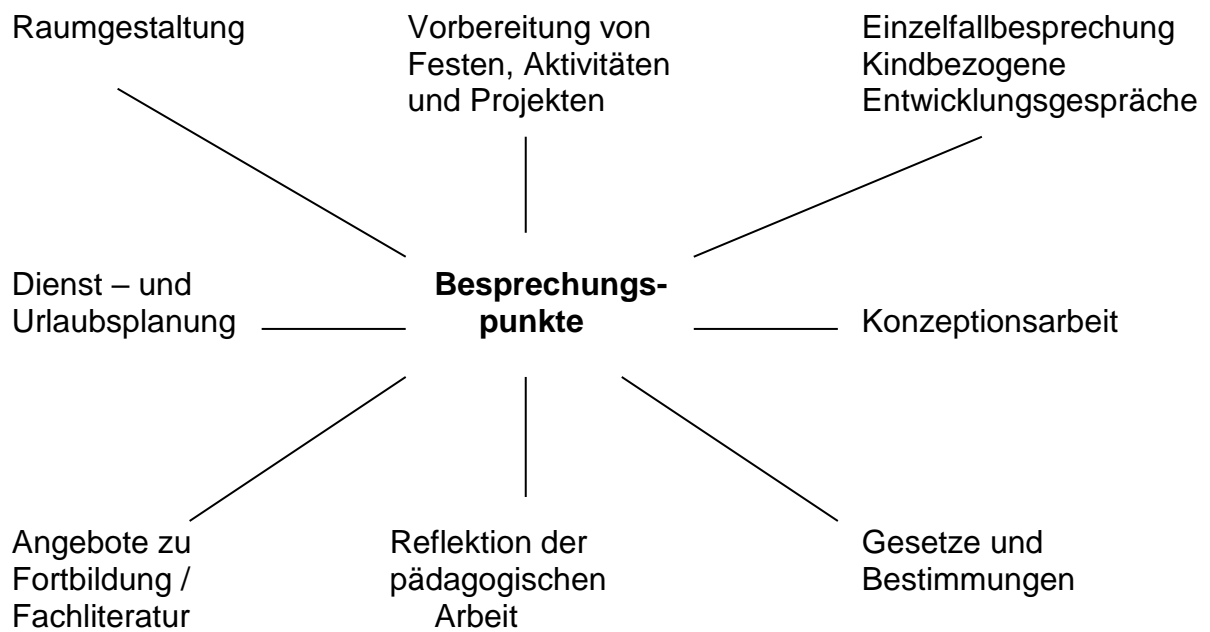 Raumgestaltung
Vorbereitung von
Festen, Aktivitäten
und Projekten
Einzelfallbesprechung
Kindbezogene
Entwicklungsgespräche
Dienst – und
Urlaubsplanung
Besprechungs-
punkte
Konzeptionsarbeit
Angebote zu
Fortbildung /
Fachliteratur
Reflektion der
pädagogischen
Arbeit
Gesetze und
Bestimmungen